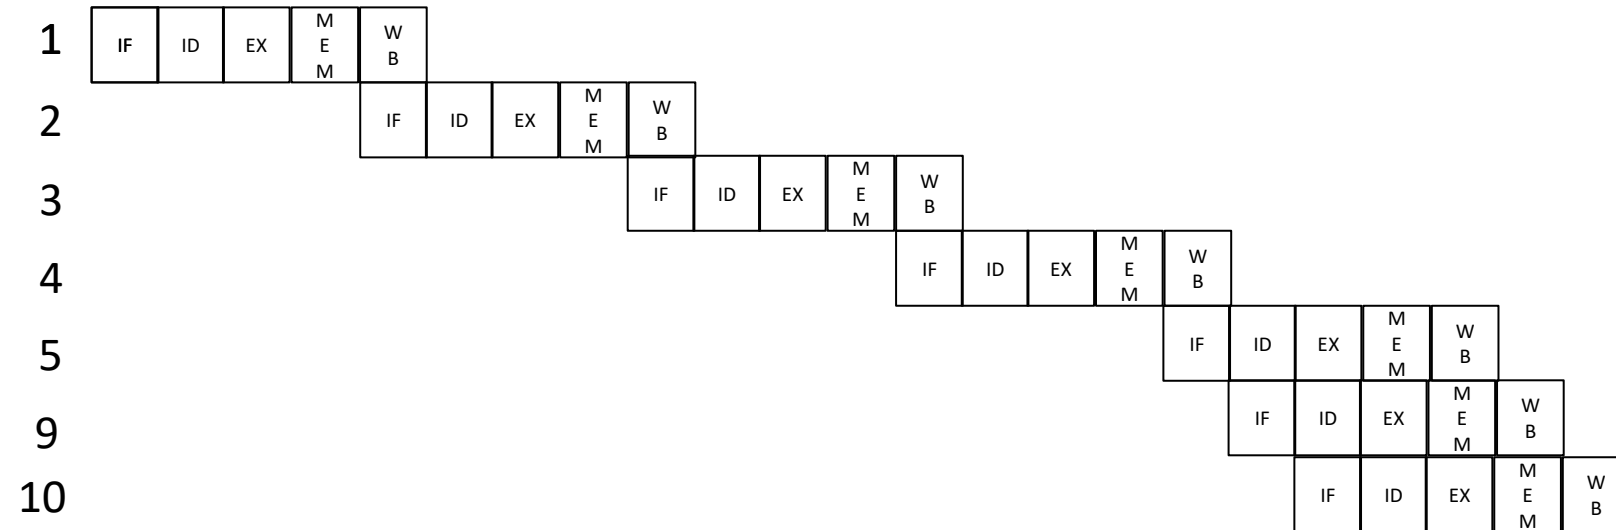 1 IF ID EX MEM WB
2 IF ID EX MEM WB
3 IF ID EX MEM WB
4 IF ID EX MEM WB
5 IF ID EX MEM WB
9 IF ID EX MEM WB
10 IF ID EX MEM WB